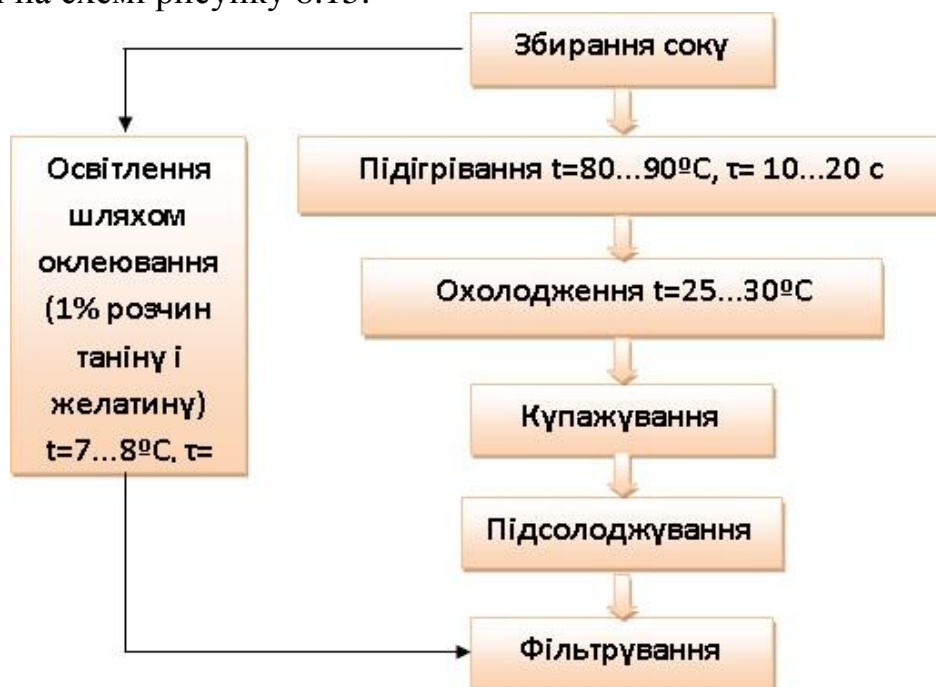 на схемі рисунку 8.13.
Збирання соку
Освітлення
шляхом
оклеювання
(1% розчин
таніну і
желатину)
t=7...8ºC, τ=
Підігрівання t=80...90ºC, τ= 10...20 с
Охолодження t=25...30ºC
Купажування
Підсолоджування
Фільтрування